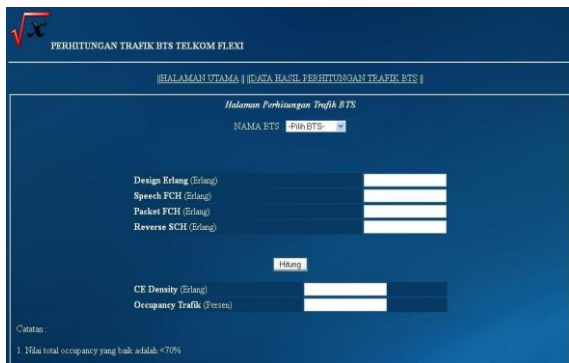 √x
PERHITUNGAN TRAFIK BTS TELKOM FLEXI
||HALAMAN UTAMA || ||DATA HASIL PERHITUNGAN TRAFIK BTS ||
Halaman Perhitungan Trafik BTS
NAMA BTS -Pilih BTS-
Design Erlang (Erlang)
Speech FCH (Erlang)
Packet FCH (Erlang)
Reverse SCH (Erlang)
Hitung
CE Density (Erlang)
Occupancy Trafik (Persen)
Catatan :
1. Nilai total occupancy yang baik adalah <70%